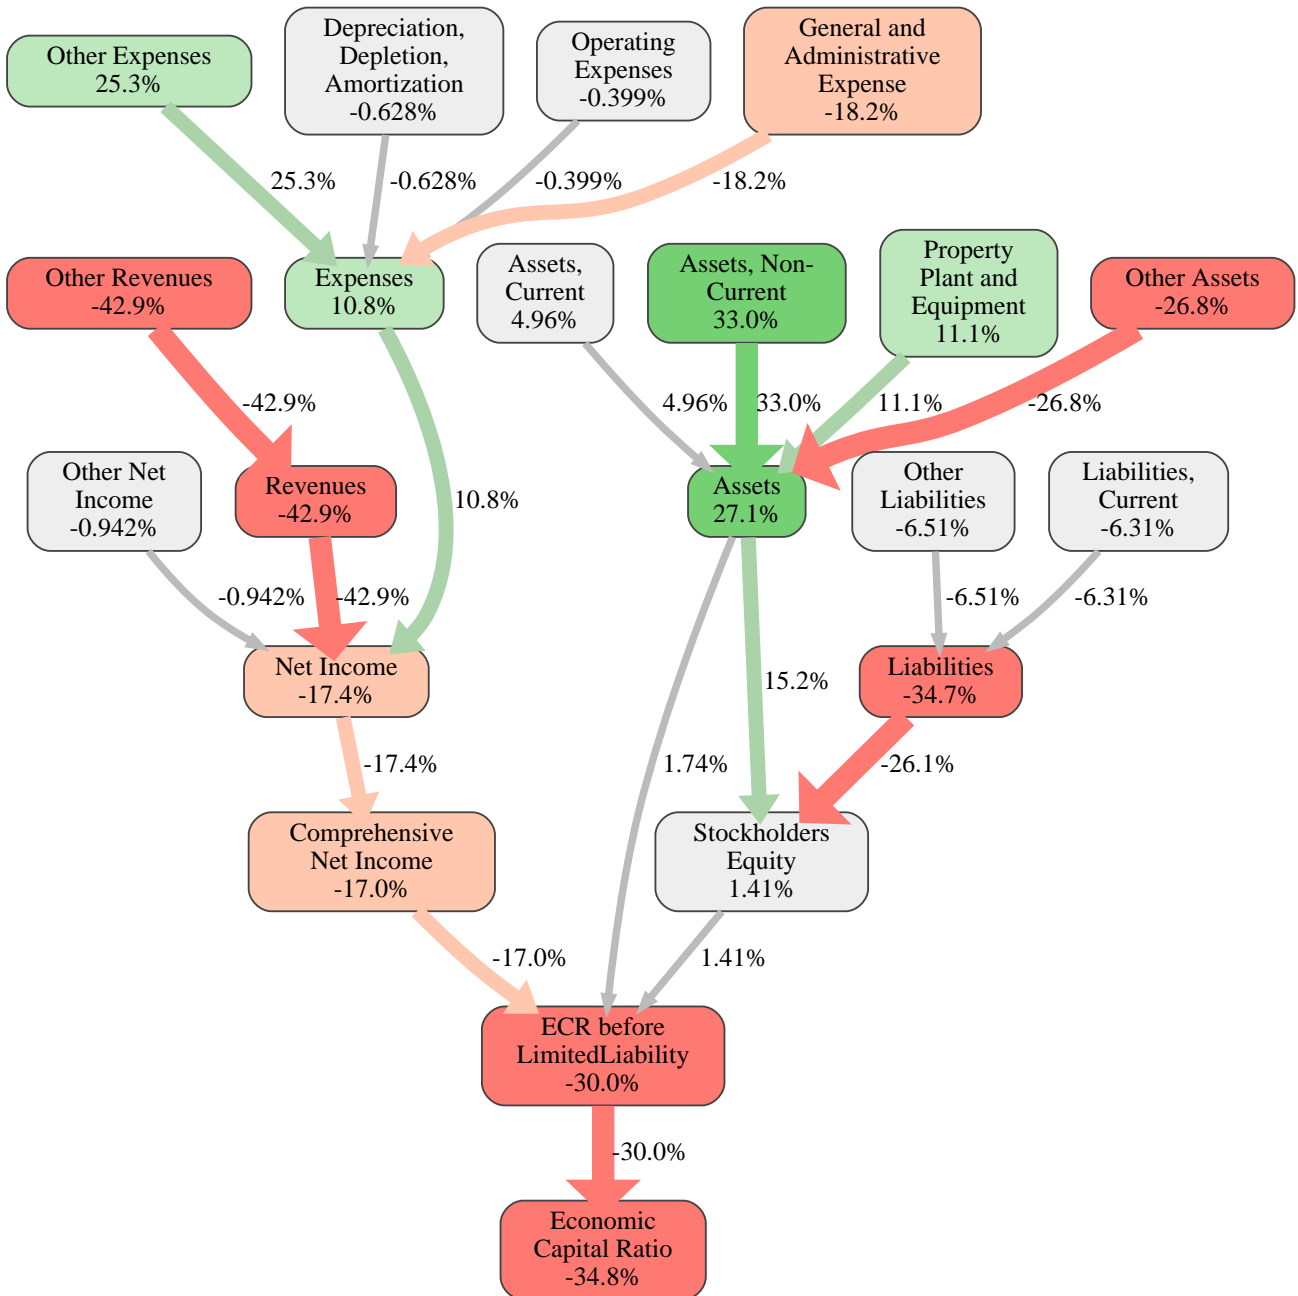 Other Expenses
25.3%
Depreciation,
Depletion,
Amortization
-0.628%
Operating
Expenses
-0.399%
General and
Administrative
Expense
-18.2%
25.3%
-0.628%
-0.399%
-18.2%
Other Revenues
-42.9%
Expenses
10.8%
Assets,
Current
4.96%
Assets, Non-
Current
33.0%
Property
Plant and
Equipment
11.1%
Other Assets
-26.8%
-42.9%
4.96%
33.0%
11.1%
-26.8%
Other Net
Income
-0.942%
Revenues
-42.9%
10.8%
Assets
27.1%
Other
Liabilities
-6.51%
Liabilities,
Current
-6.31%
-0.942%
-42.9%
-6.51%
-6.31%
Net Income
-17.4%
15.2%
Liabilities
-34.7%
-17.4%
1.74%
-26.1%
Comprehensive
Net Income
-17.0%
Stockholders
Equity
1.41%
-17.0%
1.41%
ECR before
LimitedLiability
-30.0%
-30.0%
Economic
Capital Ratio
-34.8%